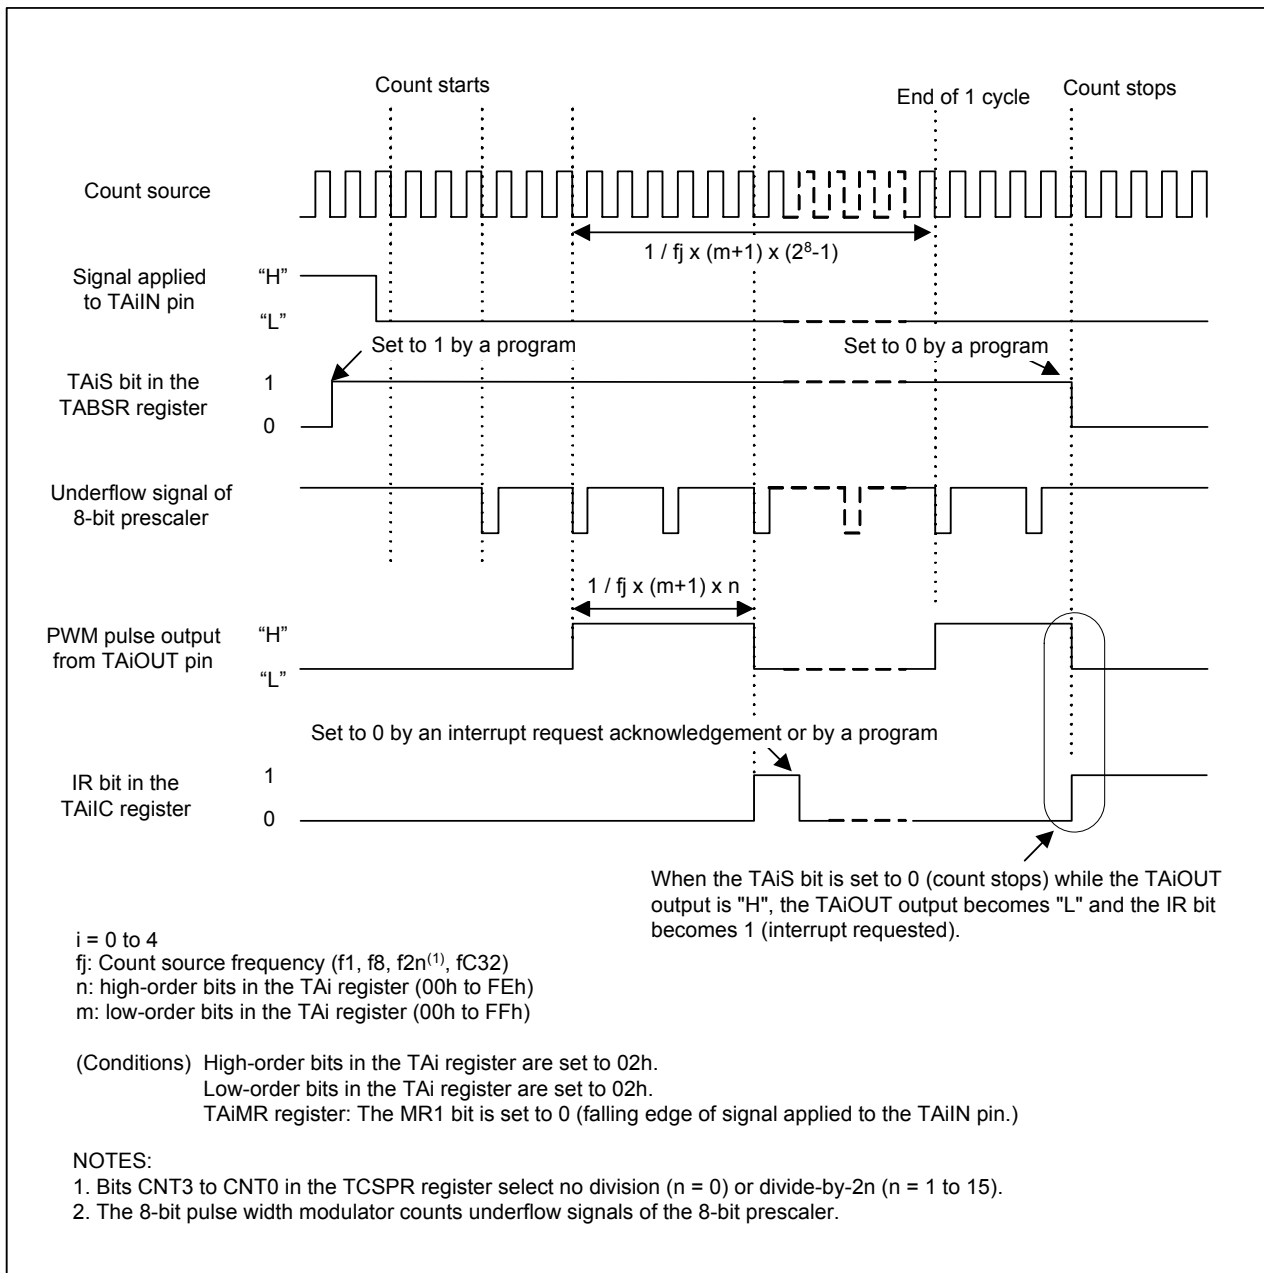 Count starts
End of 1 cycle
Count stops
Count source
1 / fj x (m+1) x (2⁸-1)
Signal applied
to TAiIN pin
“H”
“L”
Set to 1 by a program
Set to 0 by a program
TAiS bit in the
TABSR register
1
0
Underflow signal of
8-bit prescaler
1 / fj x (m+1) x n
PWM pulse output
from TAiOUT pin
“H”
“L”
Set to 0 by an interrupt request acknowledgement or by a program
IR bit in the
TAiIC register
1
0
When the TAiS bit is set to 0 (count stops) while the TAiOUT
output is "H", the TAiOUT output becomes "L" and the IR bit
becomes 1 (interrupt requested).
i = 0 to 4
fj: Count source frequency (f1, f8, f2n⁽¹⁾, fC32)
n: high-order bits in the TAi register (00h to FEh)
m: low-order bits in the TAi register (00h to FFh)
(Conditions) High-order bits in the TAi register are set to 02h.
Low-order bits in the TAi register are set to 02h.
TAiMR register: The MR1 bit is set to 0 (falling edge of signal applied to the TAiIN pin.)
NOTES:
1. Bits CNT3 to CNT0 in the TCSPR register select no division (n = 0) or divide-by-2n (n = 1 to 15).
2. The 8-bit pulse width modulator counts underflow signals of the 8-bit prescaler.